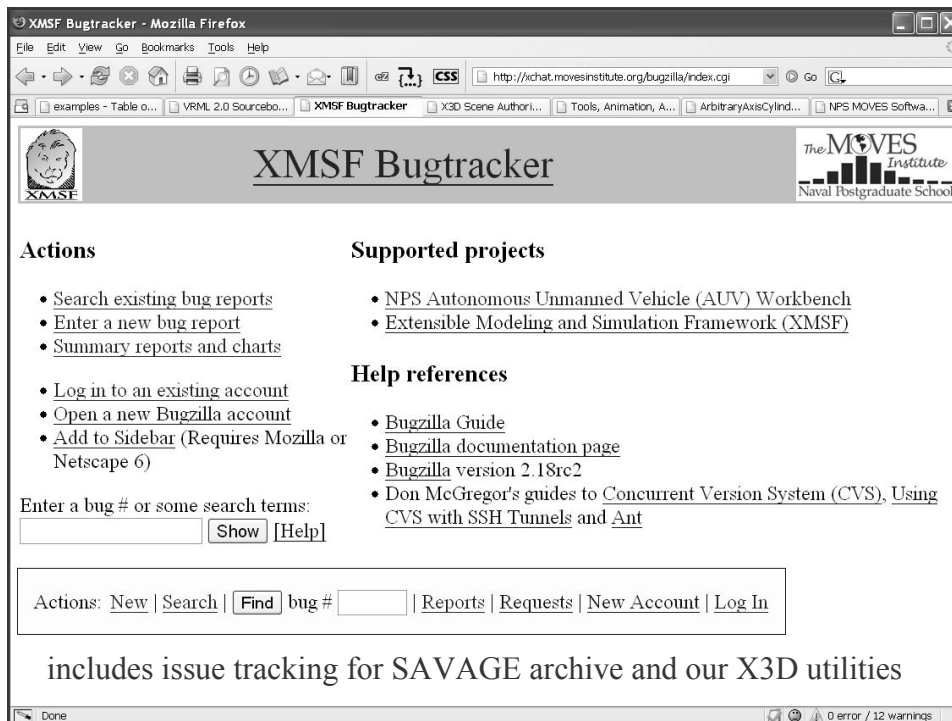 XMSF Bugtracker - Mozilla Firefox
File Edit View Go Bookmarks Tools Help
CSS http://xchat.movesinstitute.org/bugzilla/index.cgi Go G
examples - Table o... VRML 2.0 Sourcebo... XMSF Bugtracker X3D Scene Authori... Tools, Animation, A... ArbitraryAxisCylind... NPS MOVES Softwa...
XMSF
XMSF Bugtracker
The MOVES
Institute
Naval Postgraduate School
Actions
• Search existing bug reports
• Enter a new bug report
• Summary reports and charts
• Log in to an existing account
• Open a new Bugzilla account
• Add to Sidebar (Requires Mozilla or
Netscape 6)
Enter a bug # or some search terms:
Show [Help]
Supported projects
• NPS Autonomous Unmanned Vehicle (AUV) Workbench
• Extensible Modeling and Simulation Framework (XMSF)
Help references
• Bugzilla Guide
• Bugzilla documentation page
• Bugzilla version 2.18rc2
• Don McGregor's guides to Concurrent Version System (CVS), Using
CVS with SSH Tunnels and Ant
Actions: New | Search | Find bug # | Reports | Requests | New Account | Log In
includes issue tracking for SAVAGE archive and our X3D utilities
Done
0 error / 12 warnings